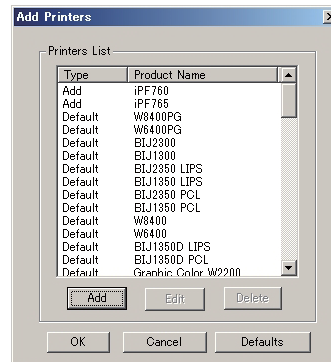 Add Printers
Printers List
Type Product Name
Add iPF760
Add iPF765
Default W8400PG
Default W6400PG
Default BIJ2300
Default BIJ1300
Default BIJ2350 LIPS
Default BIJ1350 LIPS
Default BIJ2350 PCL
Default BIJ1350 PCL
Default W8400
Default W6400
Default BIJ1350D LIPS
Default BIJ1350D PCL
Default Graphic Color W2200
Add Edit Delete
OK Cancel Defaults